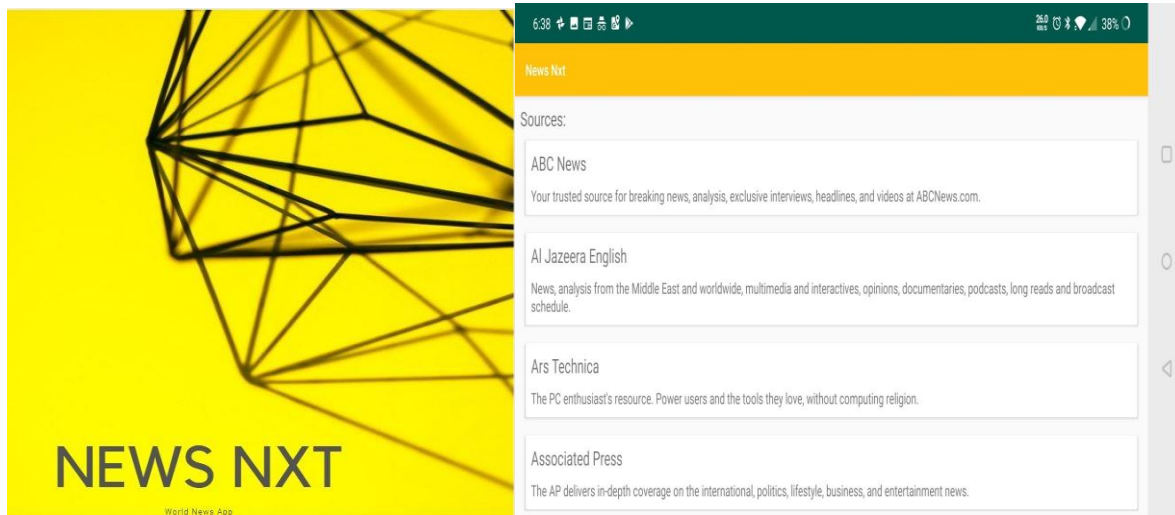 NEWS NXT
World News App
6:38
26.0
38%
News Nxt
Sources:
ABC News
Your trusted source for breaking news, analysis, exclusive interviews, headlines, and videos at ABCNews.com.
Al Jazeera English
News, analysis from the Middle East and worldwide, multimedia and interactives, opinions, documentaries, podcasts, long reads and broadcast
schedule.
Ars Technica
The PC enthusiast's resource. Power users and the tools they love, without computing religion.
Associated Press
The AP delivers in-depth coverage on the international, politics, lifestyle, business, and entertainment news.